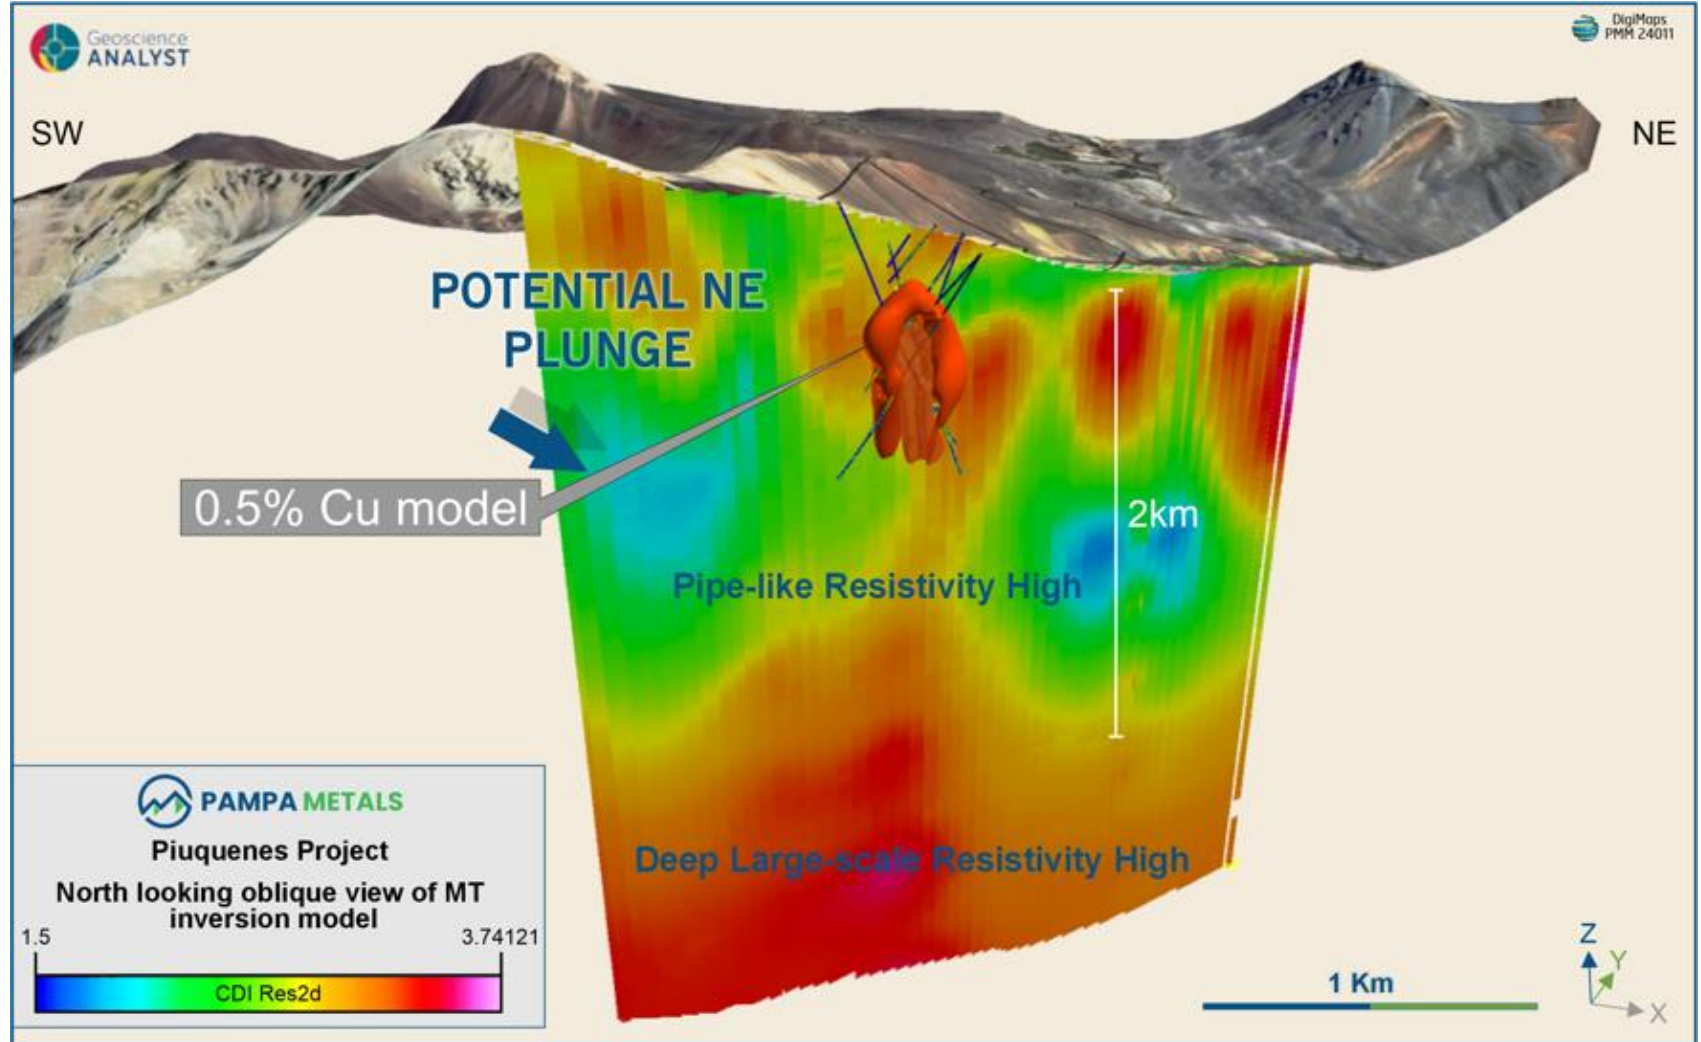 Geoscience
ANALYST
DigiMaps
PMM 24011
SW
NE
POTENTIAL NE
PLUNGE
0.5% Cu model
2km
Pipe-like Resistivity High
Deep Large-scale Resistivity High
PAMPA METALS
Piuquenes Project
North looking oblique view of MT
inversion model
1.5
3.74121
CDI Res2d
1 Km
Z
Y
X